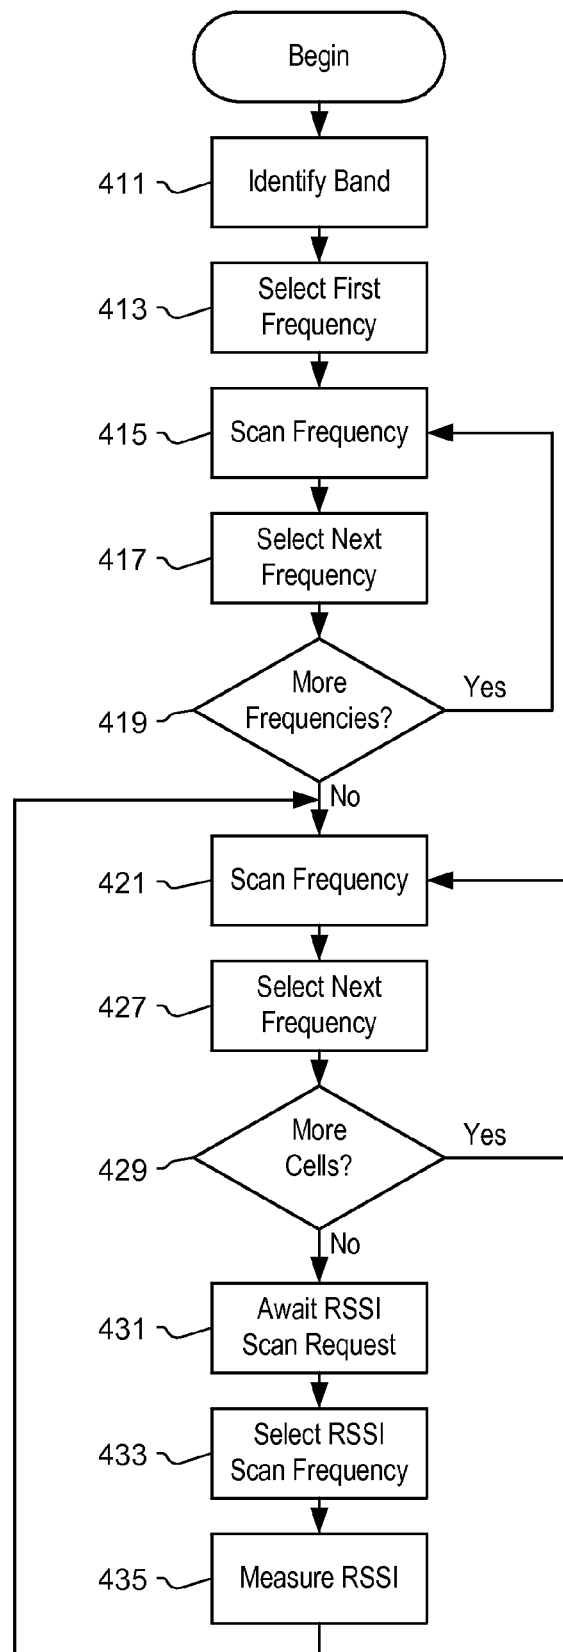 Begin
411
Identify Band
413
Select First
Frequency
415
Scan Frequency
417
Select Next
Frequency
419
More
Frequencies?
Yes
No
421
Scan Frequency
427
Select Next
Frequency
429
More
Cells?
Yes
No
431
Await RSSI
Scan Request
433
Select RSSI
Scan Frequency
435
Measure RSSI